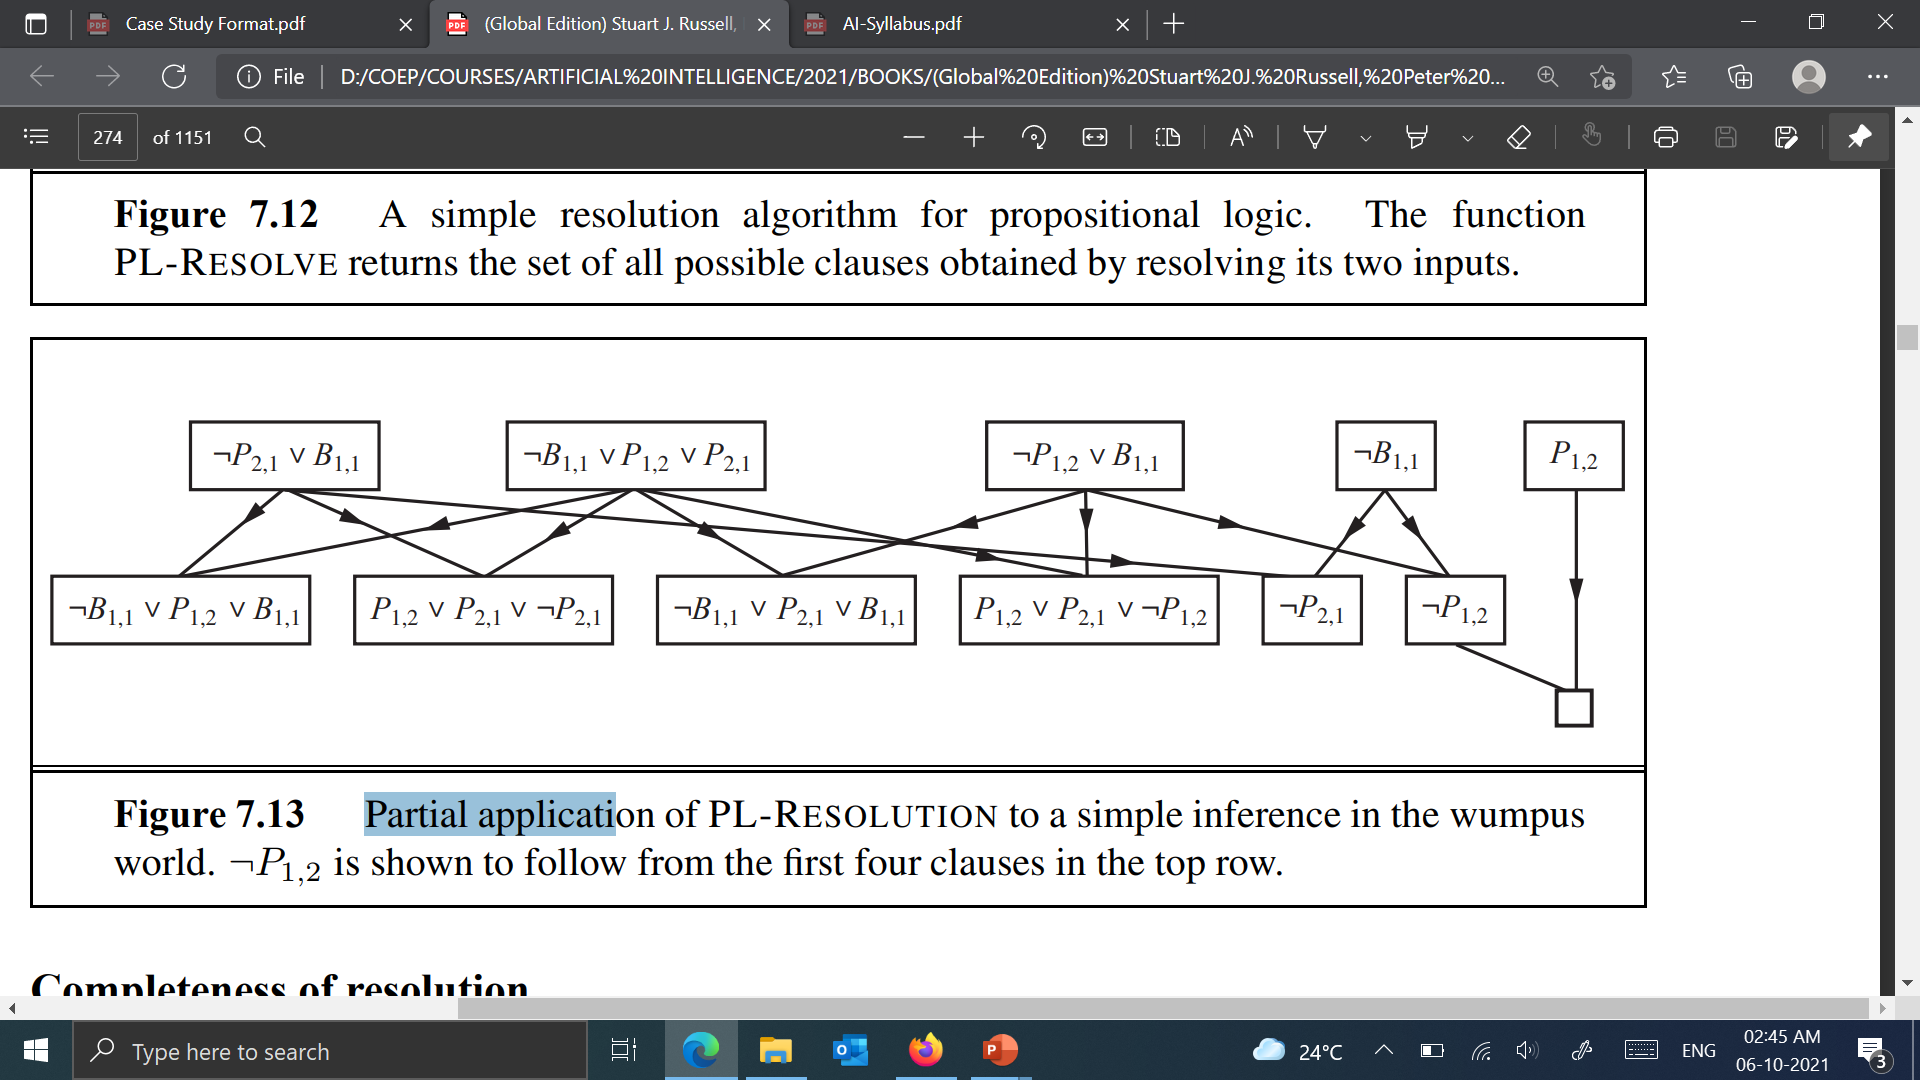 Case Study Format.pdf
(Global Edition) Stuart J. Russell,
AI-Syllabus.pdf
File
D:/COEP/COURSES/ARTIFICIAL%20INTELLIGENCE/2021/BOOKS/(Global%20Edition)%20Stuart%20J.%20Russell,%20Peter%20...
274 of 1151
Figure 7.12 A simple resolution algorithm for propositional logic. The function
PL-RESOLVE returns the set of all possible clauses obtained by resolving its two inputs.
¬P2,1 ∨ B1,1
¬B1,1 ∨ P1,2 ∨ P2,1
¬P1,2 ∨ B1,1
¬B1,1
P1,2
¬B1,1 ∨ P1,2 ∨ B1,1
P1,2 ∨ P2,1 ∨ ¬P2,1
¬B1,1 ∨ P2,1 ∨ B1,1
P1,2 ∨ P2,1 ∨ ¬P1,2
¬P2,1
¬P1,2
Figure 7.13 Partial application of PL-RESOLUTION to a simple inference in the wumpus
world. ¬P1,2 is shown to follow from the first four clauses in the top row.
Completeness of resolution
Type here to search
24°C
ENG
02:45 AM
06-10-2021
3